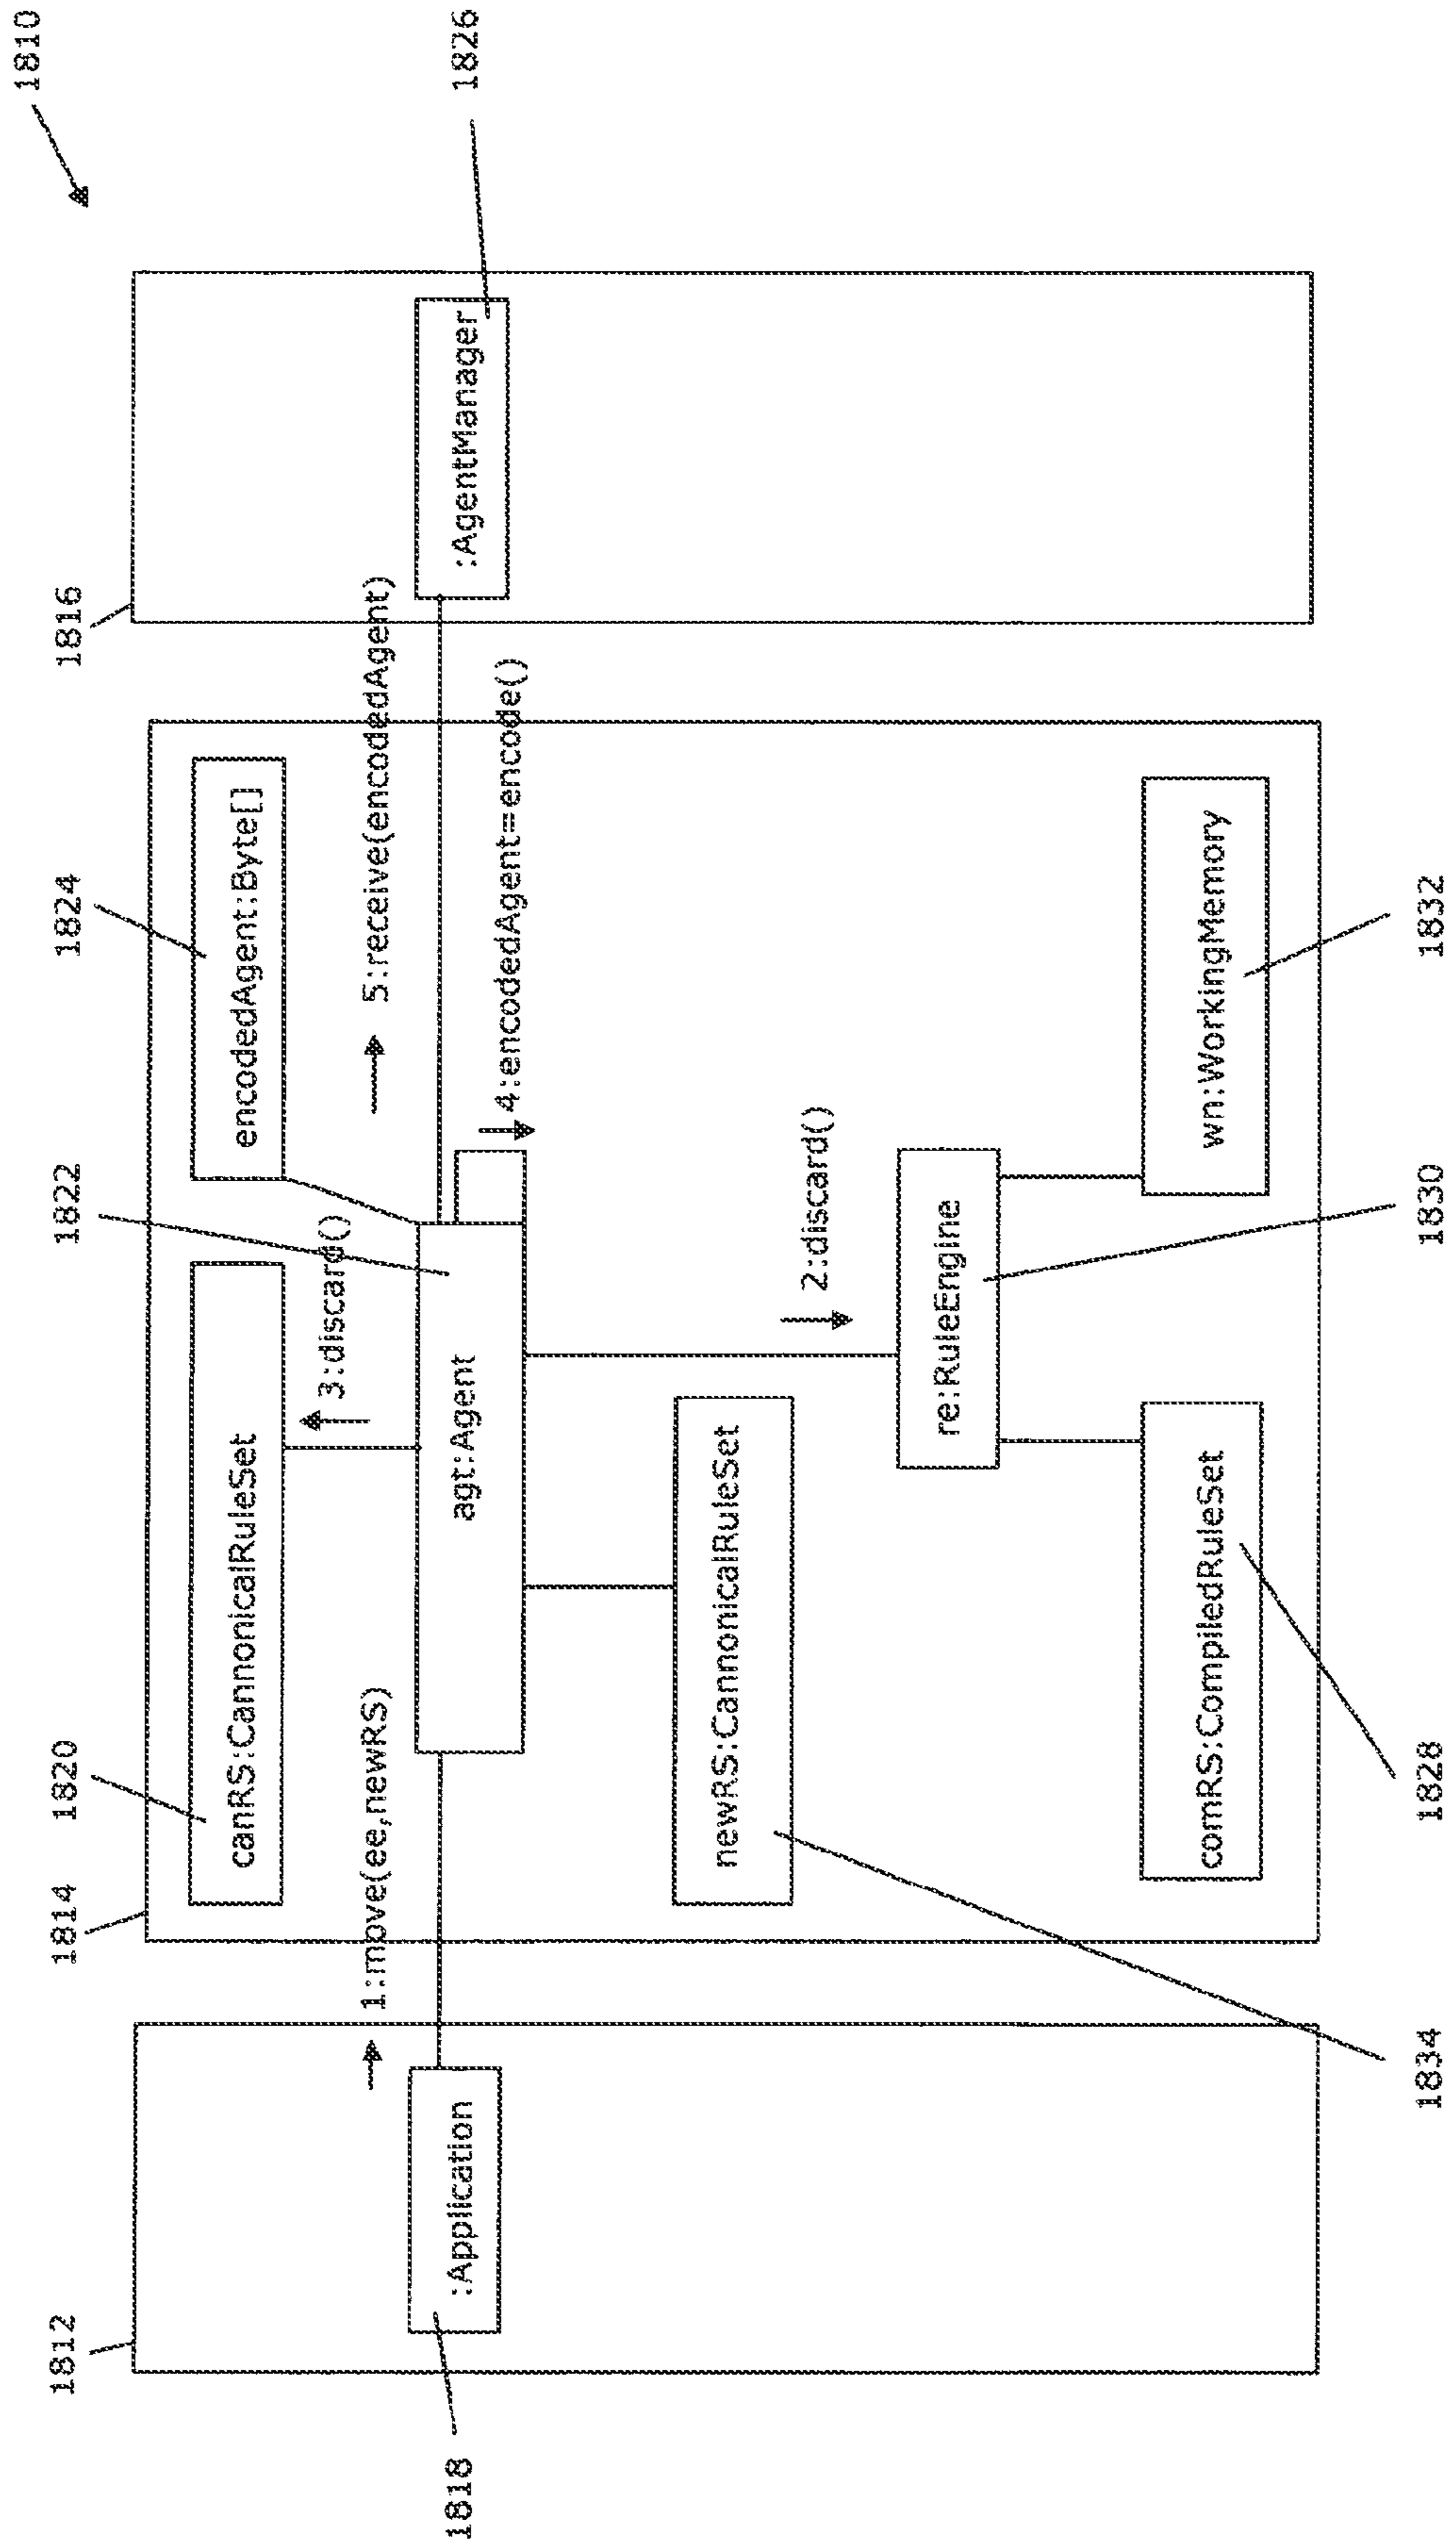 1810
1812
1814
1820
1822
1824
1816
canRS:CannonicalRuleSet
encodedAgent:Byte[]
3:discard()
1:move(ee,newRS)
5:receive(encodedAgent)
1818
:Application
agt:Agent
4:encodedAgent=encode()
:AgentManager
1826
newRS:CannonicalRuleSet
2:discard()
re:RuleEngine
comRS:CompiledRuleSet
wn:WorkingMemory
1834
1828
1830
1832